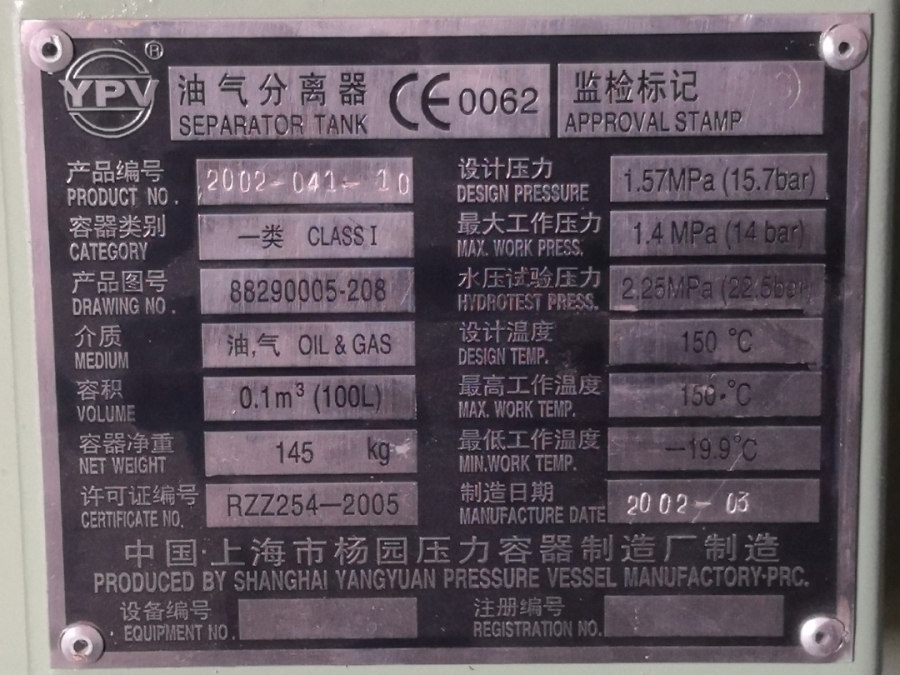 YPV ®
油气分离器
SEPARATOR TANK
CE 0062
监检标记
APPROVAL STAMP
产品编号
PRODUCT NO.
2002-041-10
容器类别
CATEGORY
一类 CLASS I
产品图号
DRAWING NO
88290005-208
介质
MEDIUM
油,气 OIL & GAS
容积
VOLUME
0.1m³ (100L)
容器净重
NET WEIGHT
145 kg
许可证编号
CERTIFICATE NO.
RZZ254—2005
设计压力
DESIGN PRESSURE
1.57MPa (15.7bar)
最大工作压力
MAX. WORK PRESS.
1.4 MPa (14 bar)
水压试验压力
HYDROTEST PRESS.
2.25MPa (22.5bar)
设计温度
DESIGN TEMP.
150 °C
最高工作温度
MAX. WORK TEMP.
150 °C
最低工作温度
MIN.WORK TEMP.
—19.9°C
制造日期
MANUFACTURE DATE
2002-03
中国·上海市杨园压力容器制造厂制造
PRODUCED BY SHANGHAI YANGYUAN PRESSURE VESSEL MANUFACTORY-PRC.
设备编号
EQUIPMENT NO.
注册编号
REGISTRATION NO.